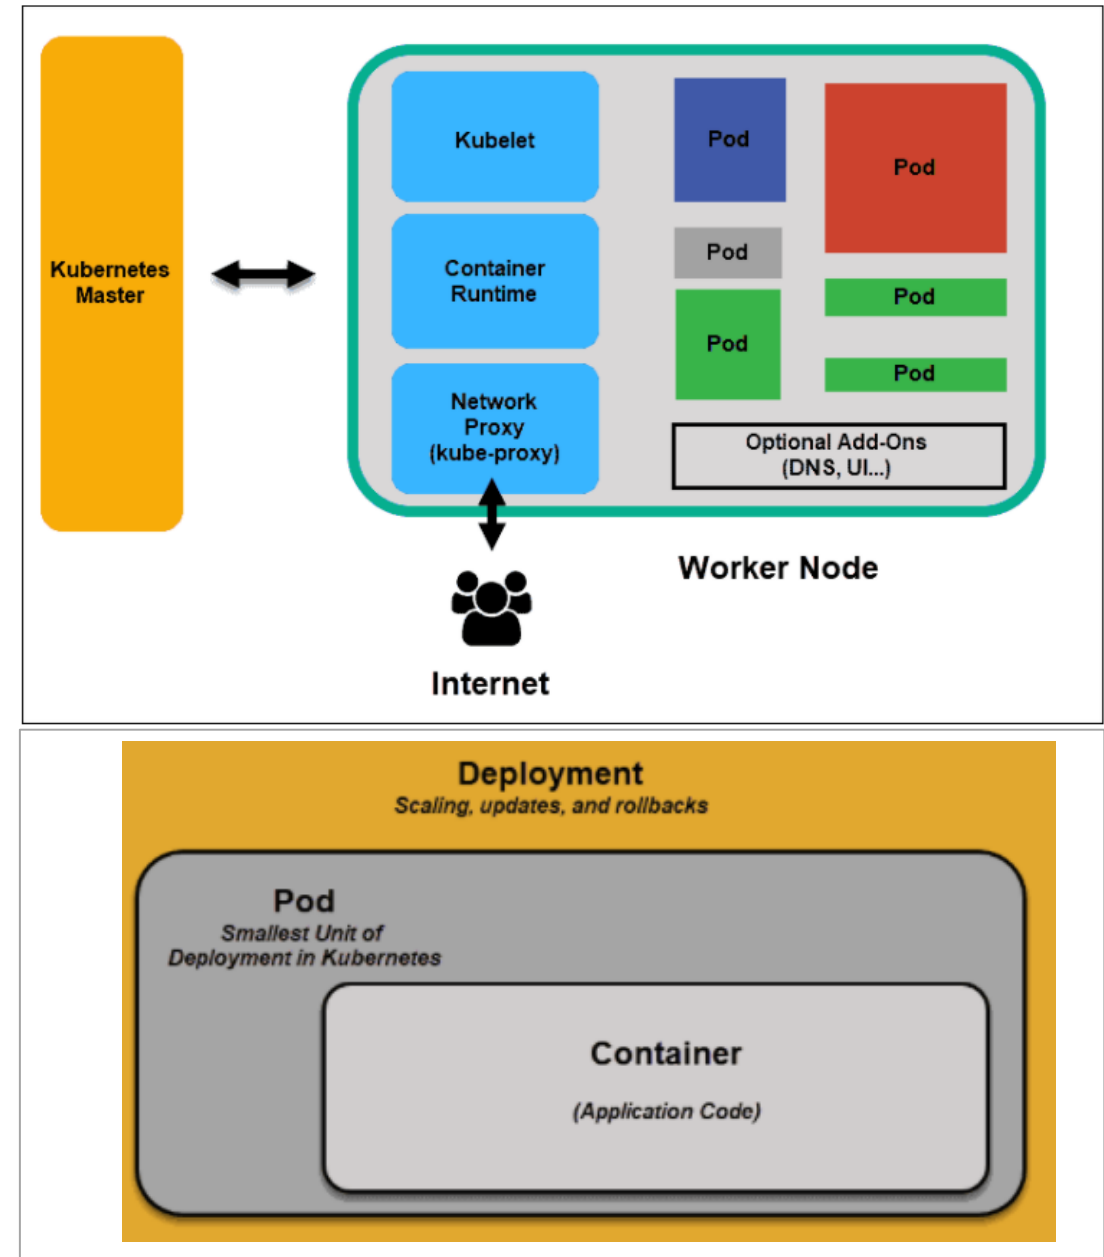 Kubernetes
Master
Kubelet
Container
Runtime
Network
Proxy
(kube-proxy)
Pod
Pod
Pod
Pod
Pod
Pod
Optional Add-Ons
(DNS, UI...)
Worker Node
Internet
Deployment
Scaling, updates, and rollbacks
Pod
Smallest Unit of
Deployment in Kubernetes
Container
(Application Code)